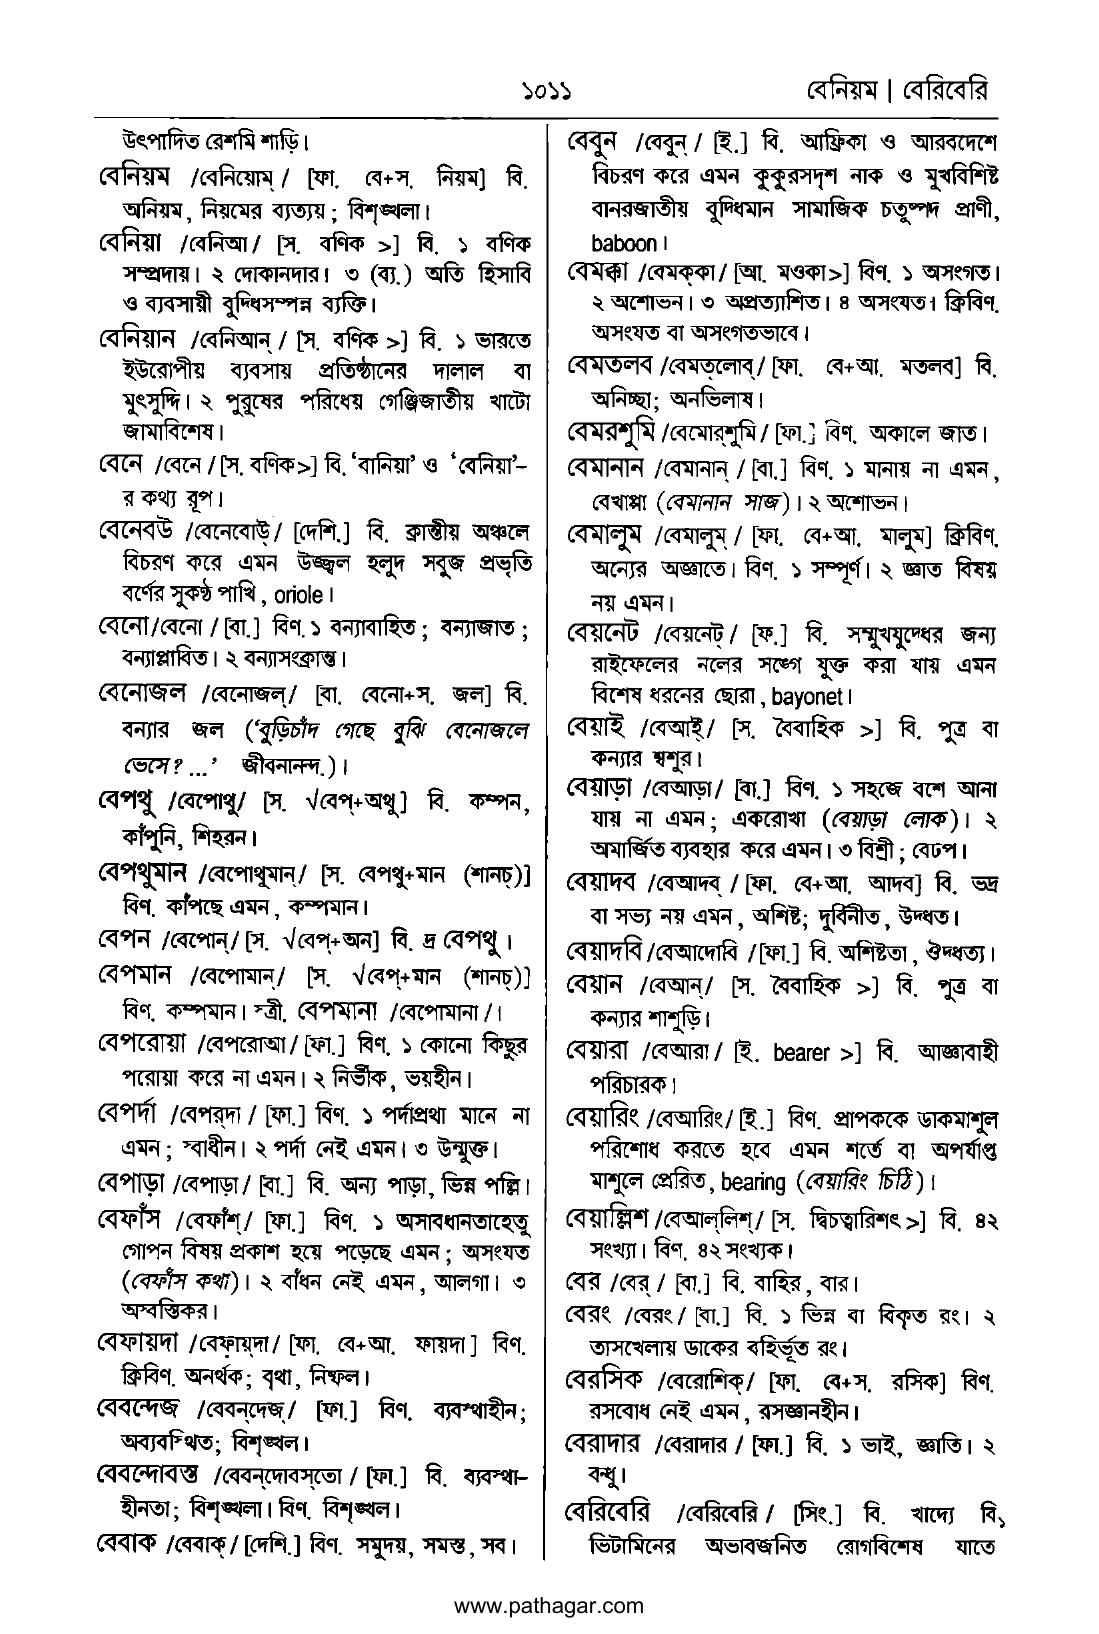 ১০১১
বেনিয়ম | বেরিবেরি
উৎপাদিত রেশমি শাড়ি।
বেনিয়ম /বেনিয়োম্/ [ফা. বে+স. নিয়ম] বি.
অনিয়ম, নিয়মের ব্যত্যয়; বিশৃঙ্খলা।
বেনিয়া /বেনিআ/ [স. বণিক >] বি. ১ বণিক
সম্প্রদায়। ২ দোকানদার। ৩ (ব্য.) অতি হিসাবি
ও ব্যবসায়ী বুদ্ধিসম্পন্ন ব্যক্তি।
বেনিয়ান /বেনিআন্/ [স. বণিক >] বি. ১ ভারতে
ইউরোপীয় ব্যবসায় প্রতিষ্ঠানের দালাল বা
মুৎসুদ্দি। ২ পুরুষের পরিধেয় গেঞ্জিজাতীয় খাটো
জামাবিশেষ।
বেনে /বেনে/ [স. বণিক>] বি. ‘বানিয়া’ ও ‘বেনিয়া’-
র কথ্য রূপ।
বেনেবউ /বেনেবোউ্/ [দেশি.] বি. ক্রান্তীয় অঞ্চলে
বিচরণ করে এমন উজ্জ্বল হলুদ সবুজ প্রভৃতি
বর্ণের সুকণ্ঠ পাখি, oriole।
বেনো/বেনো/ [বা.] বিণ. ১ বন্যাবাহিত; বন্যাজাত;
বন্যাপ্লাবিত। ২ বন্যাসংক্রান্ত।
বেনোজল /বেনোজল্/ [বা. বেনো+স. জল] বি.
বন্যার জল (‘বুড়িচাঁদ গেছে বুঝি বেনোজলে
ভেসে? ...’ জীবনানন্দ.)।
বেপথু /বেপোথু/ [স. √বেপ্+অথু] বি. কম্পন,
কাঁপুনি, শিহরন।
বেপথুমান /বেপোথুমান্/ [স. বেপথু+মান (শানচ্)]
বিণ. কাঁপছে এমন, কম্পমান।
বেপন /বেপোন্/ [স. √বেপ্+অন] বি. দ্র বেপথু।
বেপমান /বেপোমান্/ [স. √বেপ্+মান (শানচ্)]
বিণ. কম্পমান। স্ত্রী. বেপমানা /বেপোমানা/।
বেপরোয়া /বেপরোআ/ [ফা.] বিণ. ১ কোনো কিছুর
পরোয়া করে না এমন। ২ নির্ভীক, ভয়হীন।
বেপর্দা /বেপর্‌দা/ [ফা.] বিণ. ১ পর্দাপ্রথা মানে না
এমন; স্বাধীন। ২ পর্দা নেই এমন। ৩ উন্মুক্ত।
বেপাড়া /বেপাড়া/ [বা.] বি. অন্য পাড়া, ভিন্ন পল্লি।
বেফাঁস /বেফাঁশ্/ [ফা.] বিণ. ১ অসাবধানতাহেতু
গোপন বিষয় প্রকাশ হয়ে পড়েছে এমন; অসংযত
(বেফাঁস কথা)। ২ বাঁধন নেই এমন, আলগা। ৩
অস্বস্তিকর।
বেফায়দা /বেফায়্‌দা/ [ফা. বে+আ. ফায়দা] বিণ.
ক্রিবিণ. অনর্থক; বৃথা, নিষ্ফল।
বেবন্দেজ /বেবন্‌দেজ্/ [ফা.] বিণ. ব্যবস্থাহীন;
অব্যবস্থিত; বিশৃঙ্খল।
বেবন্দোবস্ত /বেবন্‌দোবস্‌তো/ [ফা.] বি. ব্যবস্থা-
হীনতা; বিশৃঙ্খলা। বিণ. বিশৃঙ্খল।
বেবাক /বেবাক্/ [দেশি.] বিণ. সমুদয়, সমস্ত, সব।
বেবুন /বেবুন্/ [ই.] বি. আফ্রিকা ও আরবদেশে
বিচরণ করে এমন কুকুরসদৃশ নাক ও মুখবিশিষ্ট
বানরজাতীয় বুদ্ধিমান সামাজিক চতুষ্পদ প্রাণী,
baboon।
বেমক্কা /বেমক্‌কা/ [আ. মওকা>] বিণ. ১ অসংগত।
২ অশোভন। ৩ অপ্রত্যাশিত। ৪ অসংযত। ক্রিবিণ.
অসংযত বা অসংগতভাবে।
বেমতলব /বেমত্‌লোব্/ [ফা. বে+আ. মতলব] বি.
অনিচ্ছা; অনভিলাষ।
বেমরশুমি /বেমোর্‌শুমি/ [ফা.] বিণ. অকালে জাত।
বেমানান /বেমানান্/ [বা.] বিণ. ১ মানায় না এমন,
বেখাপ্পা (বেমানান সাজ)। ২ অশোভন।
বেমালুম /বেমালুম্/ [ফা. বে+আ. মালুম] ক্রিবিণ.
অন্যের অজ্ঞাতে। বিণ. ১ সম্পূর্ণ। ২ জ্ঞাত বিষয়
নয় এমন।
বেয়নেট /বেয়নেট্/ [ফ.] বি. সম্মুখযুদ্ধের জন্য
রাইফেলের নলের সঙ্গে যুক্ত করা যায় এমন
বিশেষ ধরনের ছোরা, bayonet।
বেয়াই /বেআই্/ [স. বৈবাহিক >] বি. পুত্র বা
কন্যার শ্বশুর।
বেয়াড়া /বেআড়া/ [বা.] বিণ. ১ সহজে বশে আনা
যায় না এমন; একরোখা (বেয়াড়া লোক)। ২
অমার্জিত ব্যবহার করে এমন। ৩ বিশ্রী; বেঢপ।
বেয়াদব /বেআদব্/ [ফা. বে+আ. আদব] বি. ভদ্র
বা সভ্য নয় এমন, অশিষ্ট; দুর্বিনীত, উদ্ধত।
বেয়াদবি /বেআদোবি/ [ফা.] বি. অশিষ্টতা, ঔদ্ধত্য।
বেয়ান /বেআন্/ [স. বৈবাহিক >] বি. পুত্র বা
কন্যার শাশুড়ি।
বেয়ারা /বেআরা/ [ই. bearer >] বি. আজ্ঞাবাহী
পরিচারক।
বেয়ারিং /বেআরিং/ [ই.] বিণ. প্রাপককে ডাকমাশুল
পরিশোধ করতে হবে এমন শর্তে বা অপর্যাপ্ত
মাশুলে প্রেরিত, bearing (বেয়ারিং চিঠি)।
বেয়াল্লিশ /বেআল্‌লিশ্/ [স. দ্বিচত্বারিংশৎ >] বি. ৪২
সংখ্যা। বিণ. ৪২ সংখ্যক।
বের /বের্/ [বা.] বি. বাহির, বার।
বেরং /বেরং/ [বা.] বি. ১ ভিন্ন বা বিকৃত রং। ২
তাসখেলায় ডাকের বহির্ভূত রং।
বেরসিক /বেরোশিক্/ [ফা. বে+স. রসিক] বিণ.
রসবোধ নেই এমন, রসজ্ঞানহীন।
বেরাদার /বেরাদার/ [ফা.] বি. ১ ভাই, জ্ঞাতি। ২
বন্ধু।
বেরিবেরি /বেরিবেরি/ [সিং.] বি. খাদ্যে বি১
ভিটামিনের অভাবজনিত রোগবিশেষ যাতে
www.pathagar.com